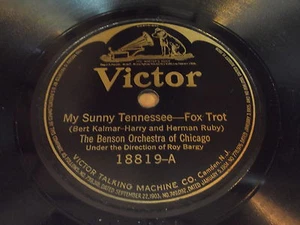 Victor
My Sunny Tennessee—Fox Trot
(Bert Kalmar-Harry and Herman Ruby)
The Benson Orchestra of Chicago
Under the Direction of Roy Bargy
18819-A
VICTOR TALKING MACHINE CO. Camden, N.J.